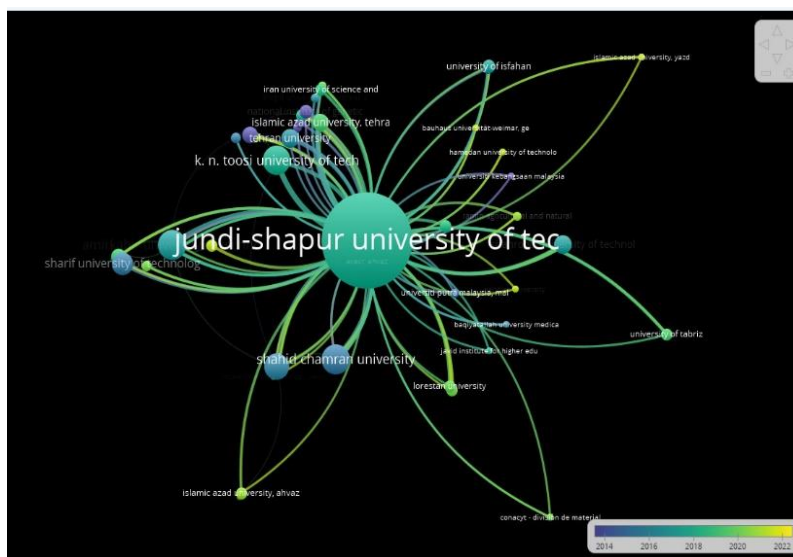 university of isfahan
islamic azad university, yazd
iran university of science and
islamic azad university, tehra
tehran university
bauhaus universität-weimar, ge
k. n. toosi university of tech
hamedan university of technolo
universiti kebangsaan malaysia
and natural
jundi-shapur university of tec
university of technol
sharif university of technolog
universiti putra malaysia, mal
baqiyatallah university medica
university of tabriz
javid institute for higher edu
shahid chamran university
lorestan university
islamic azad university, ahvaz
conacyt - division de material
2014 2016 2018 2020 2022